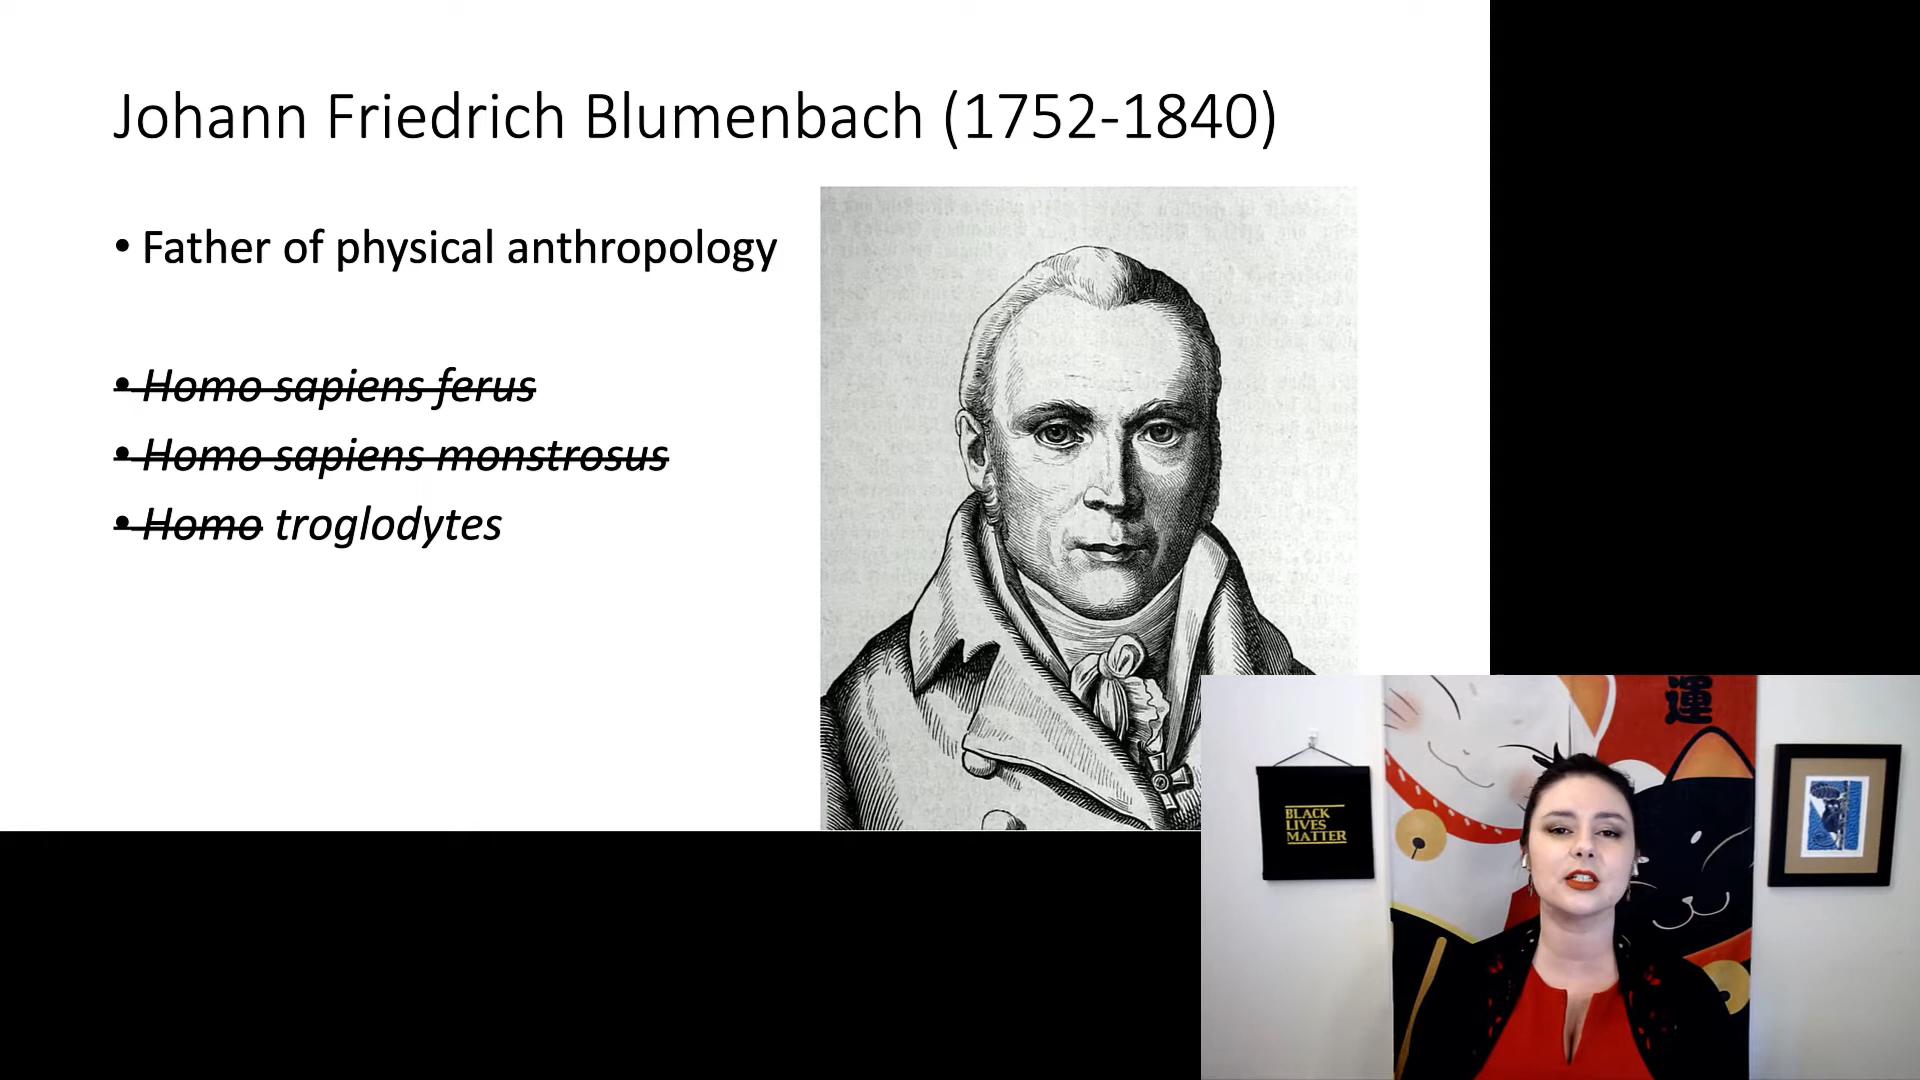 Johann Friedrich Blumenbach (1752-1840)
• Father of physical anthropology
• Homo sapiens ferus
• Homo sapiens monstrosus
• Homo troglodytes
運
BLACK
LIVES
MATTER